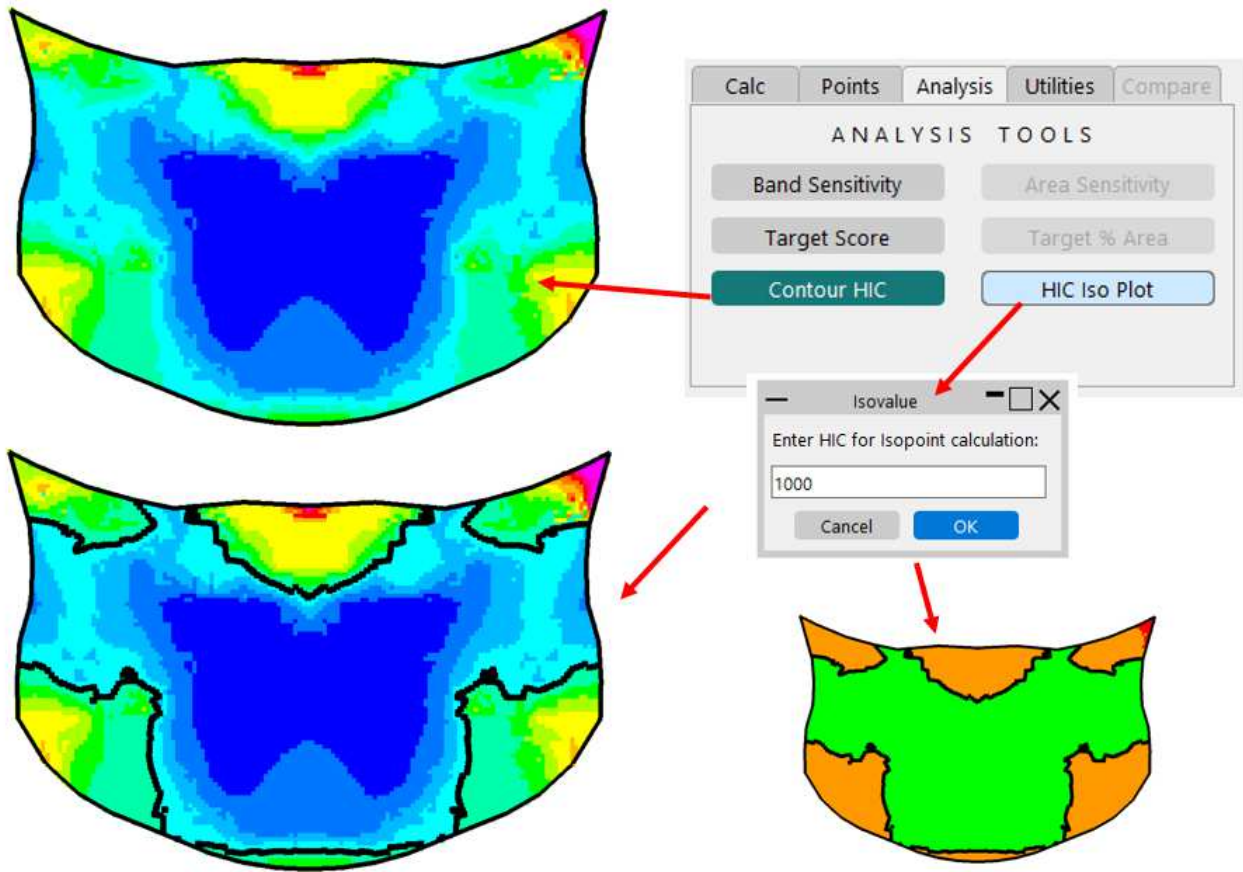 Calc Points Analysis Utilities Compare
ANALYSIS TOOLS
Band Sensitivity Area Sensitivity
Target Score Target % Area
Contour HIC HIC Iso Plot
Isovalue
Enter HIC for Isopoint calculation:
1000
Cancel OK